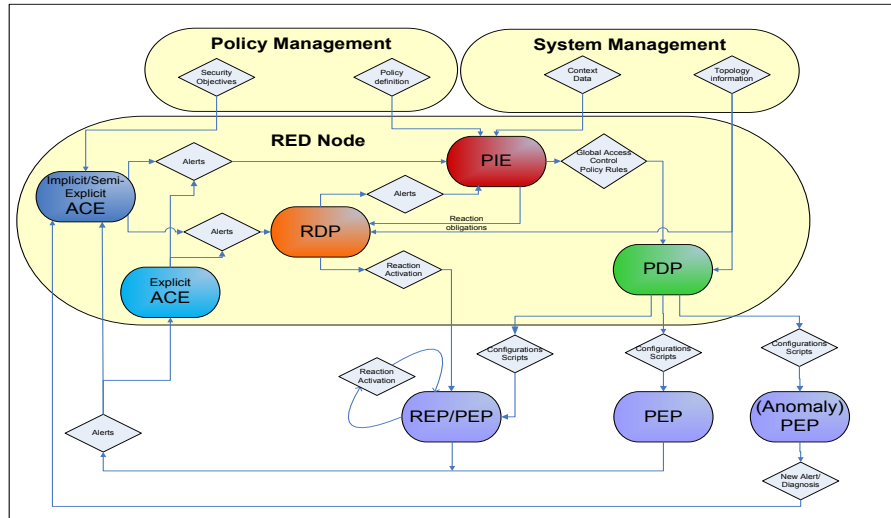 Policy Management
System Management
Security
Objectives
Policy
definition
Context
Data
Topology
information
RED Node
Alerts
PIE
Global Access
Control
Policy Rules
Implicit/Semi-
Explicit
ACE
Alerts
Alerts
RDP
Reaction
obligations
Explicit
ACE
Reaction
Activation
PDP
Configurations
Scripts
Configurations
Scripts
Configurations
Scripts
Reaction
Activation
REP/PEP
PEP
(Anomaly)
PEP
Alerts
New Alert/
Diagnosis